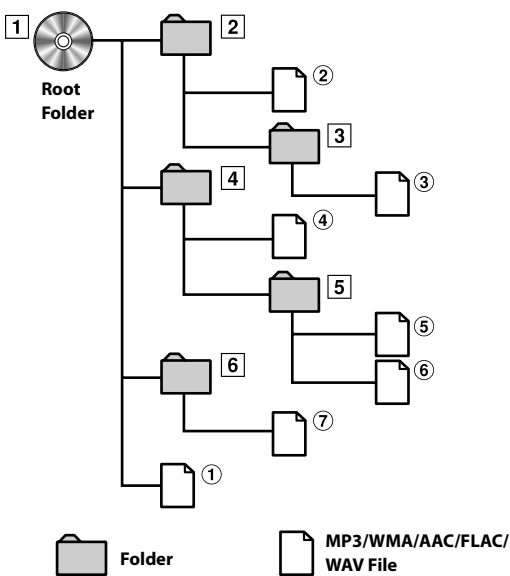 1
2
Root
Folder
②
3
4
③
④
5
⑤
⑥
6
⑦
①
Folder
MP3/WMA/AAC/FLAC/
WAV File